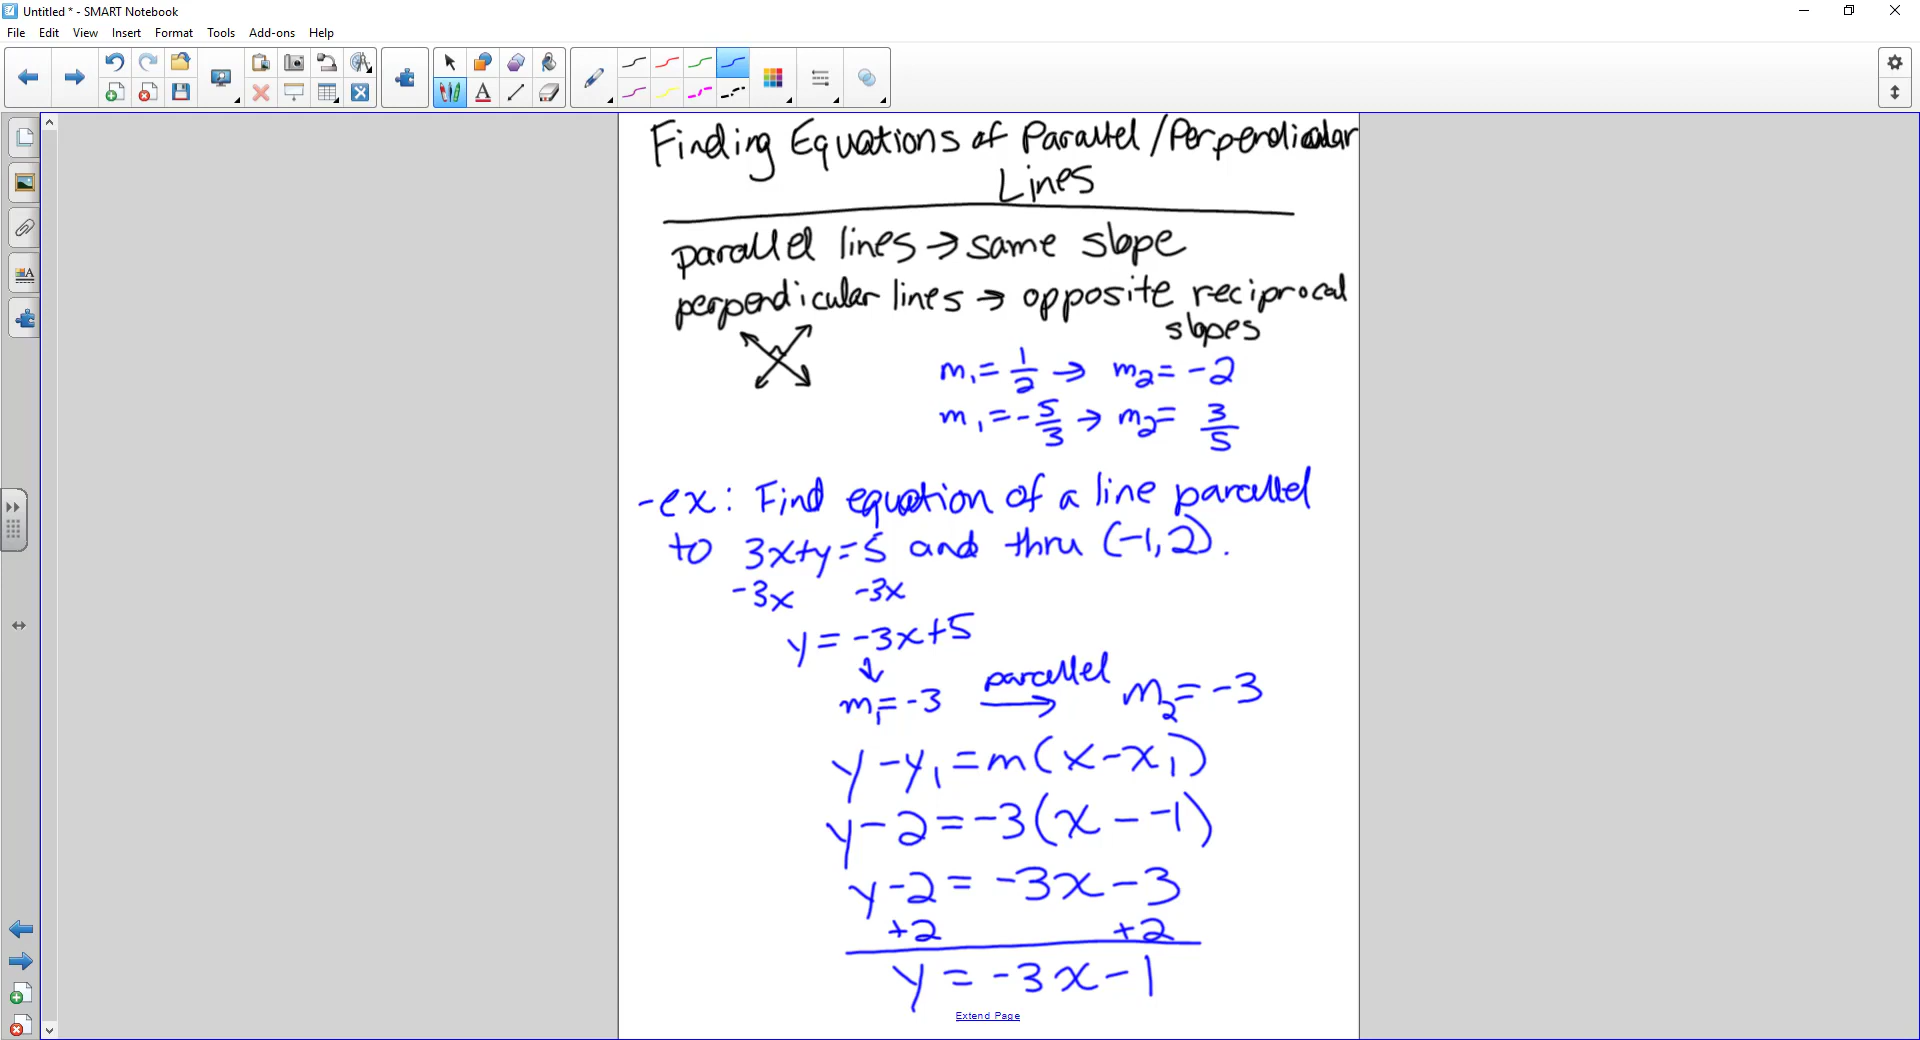 Untitled * - SMART Notebook
File Edit View Insert Format Tools Add-ons Help
Finding Equations of Parallel/Perpendicular
Lines
parallel lines → same slope
perpendicular lines → opposite reciprocal
slopes
m₁ = 1/2 → m₂ = -2
m₁ = -5/3 → m₂ = 3/5
-ex: Find equation of a line parallel
to 3x+y=5 and thru (-1,2).
-3x -3x
y = -3x+5
↓
m₁ = -3 parallel → m₂ = -3
y - y₁ = m(x - x₁)
y - 2 = -3(x - -1)
y - 2 = -3x - 3
+2 +2
y = -3x - 1
Extend Page